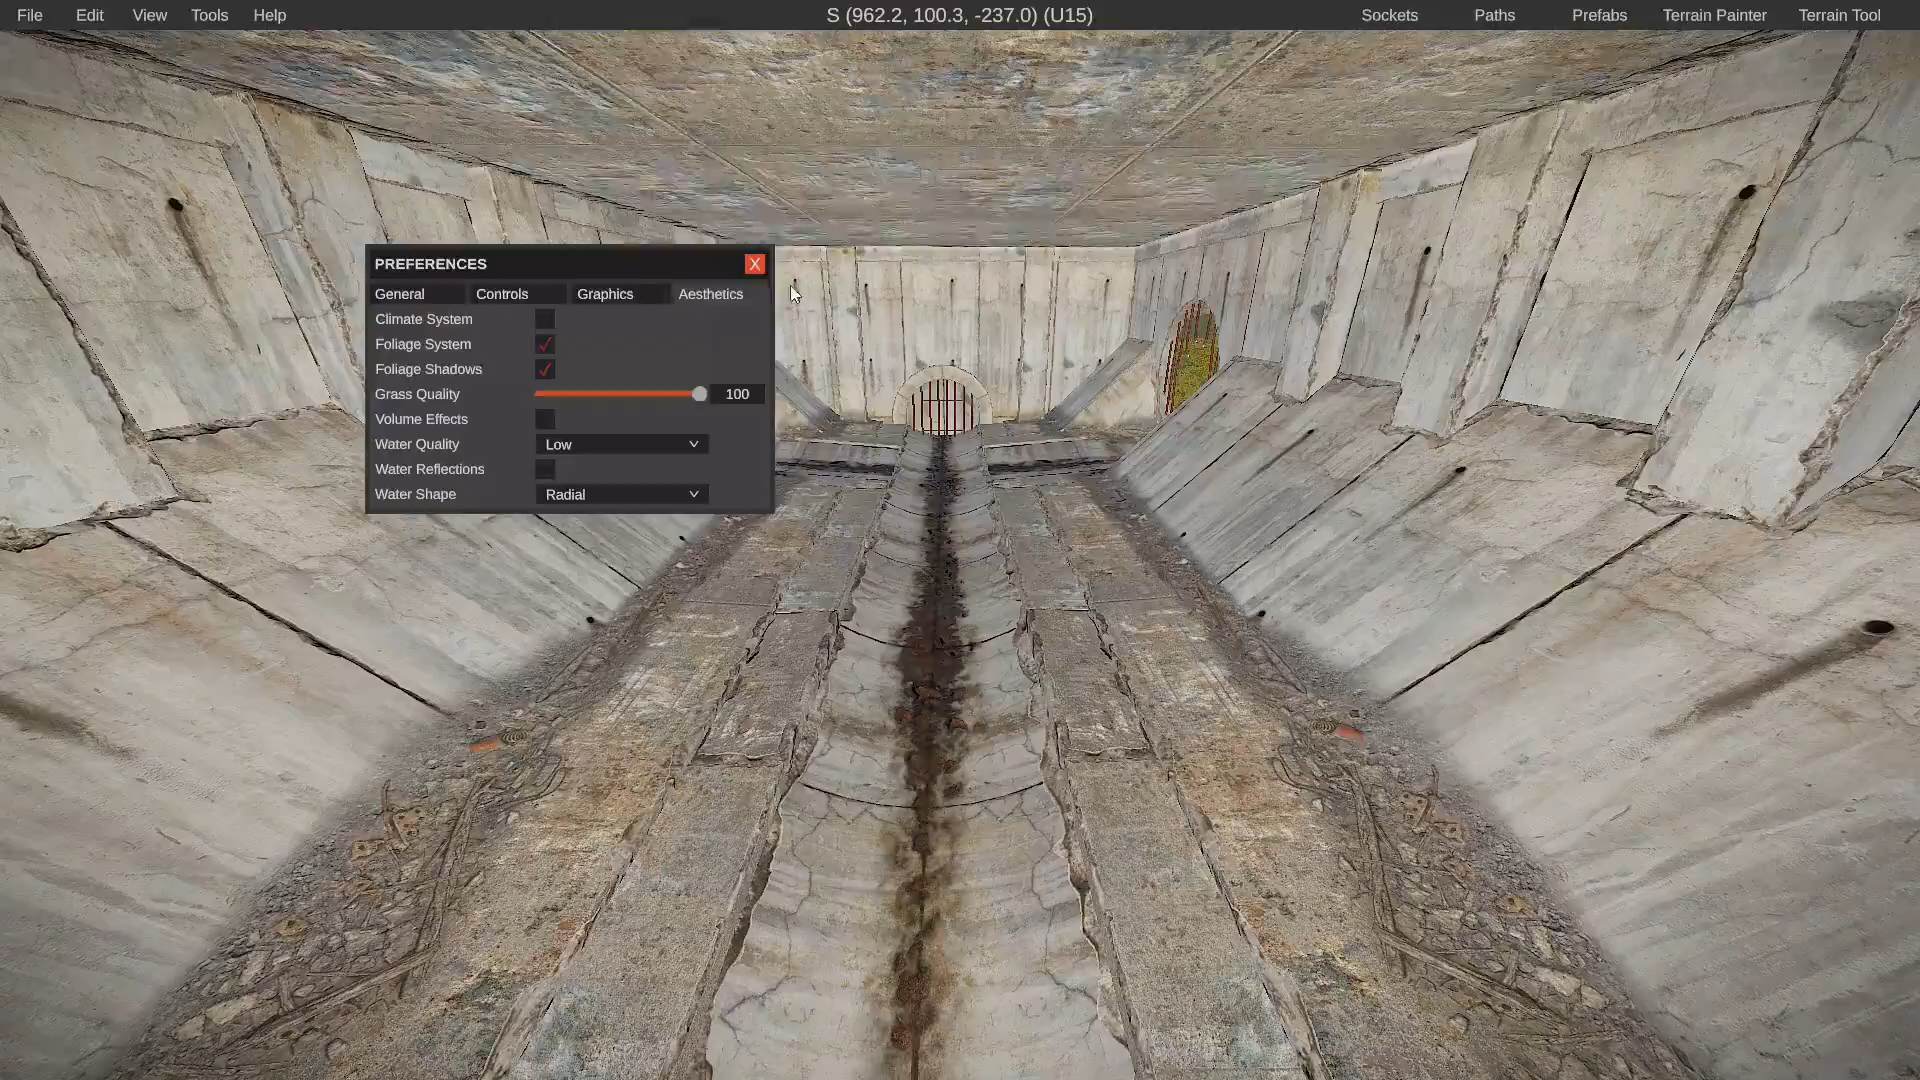 File Edit View Tools Help S (962.2, 100.3, -237.0) (U15) Sockets Paths Prefabs Terrain Painter Terrain Tool
PREFERENCES X
General Controls Graphics Aesthetics
Climate System
Foliage System
Foliage Shadows
Grass Quality 100
Volume Effects
Water Quality Low
Water Reflections
Water Shape Radial